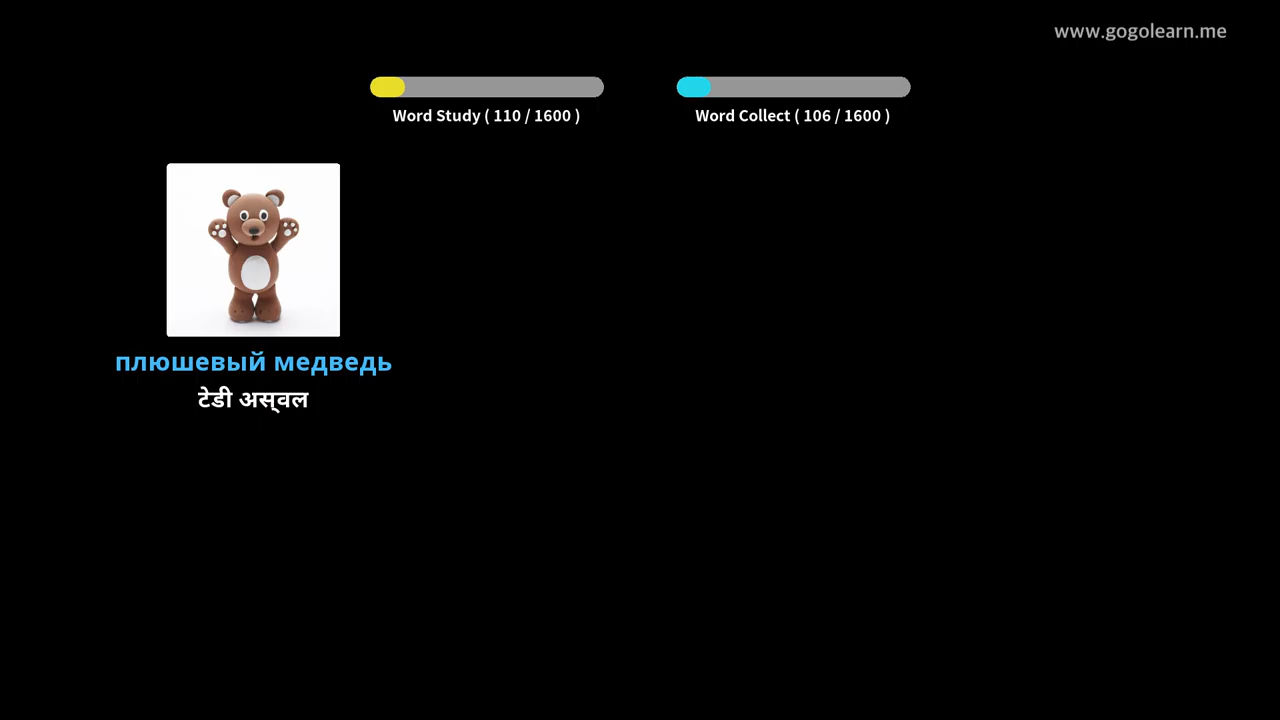 www.gogolearn.me
Word Study ( 110 / 1600 )
Word Collect ( 106 / 1600 )
плюшевый медведь
टेडी अस्वल